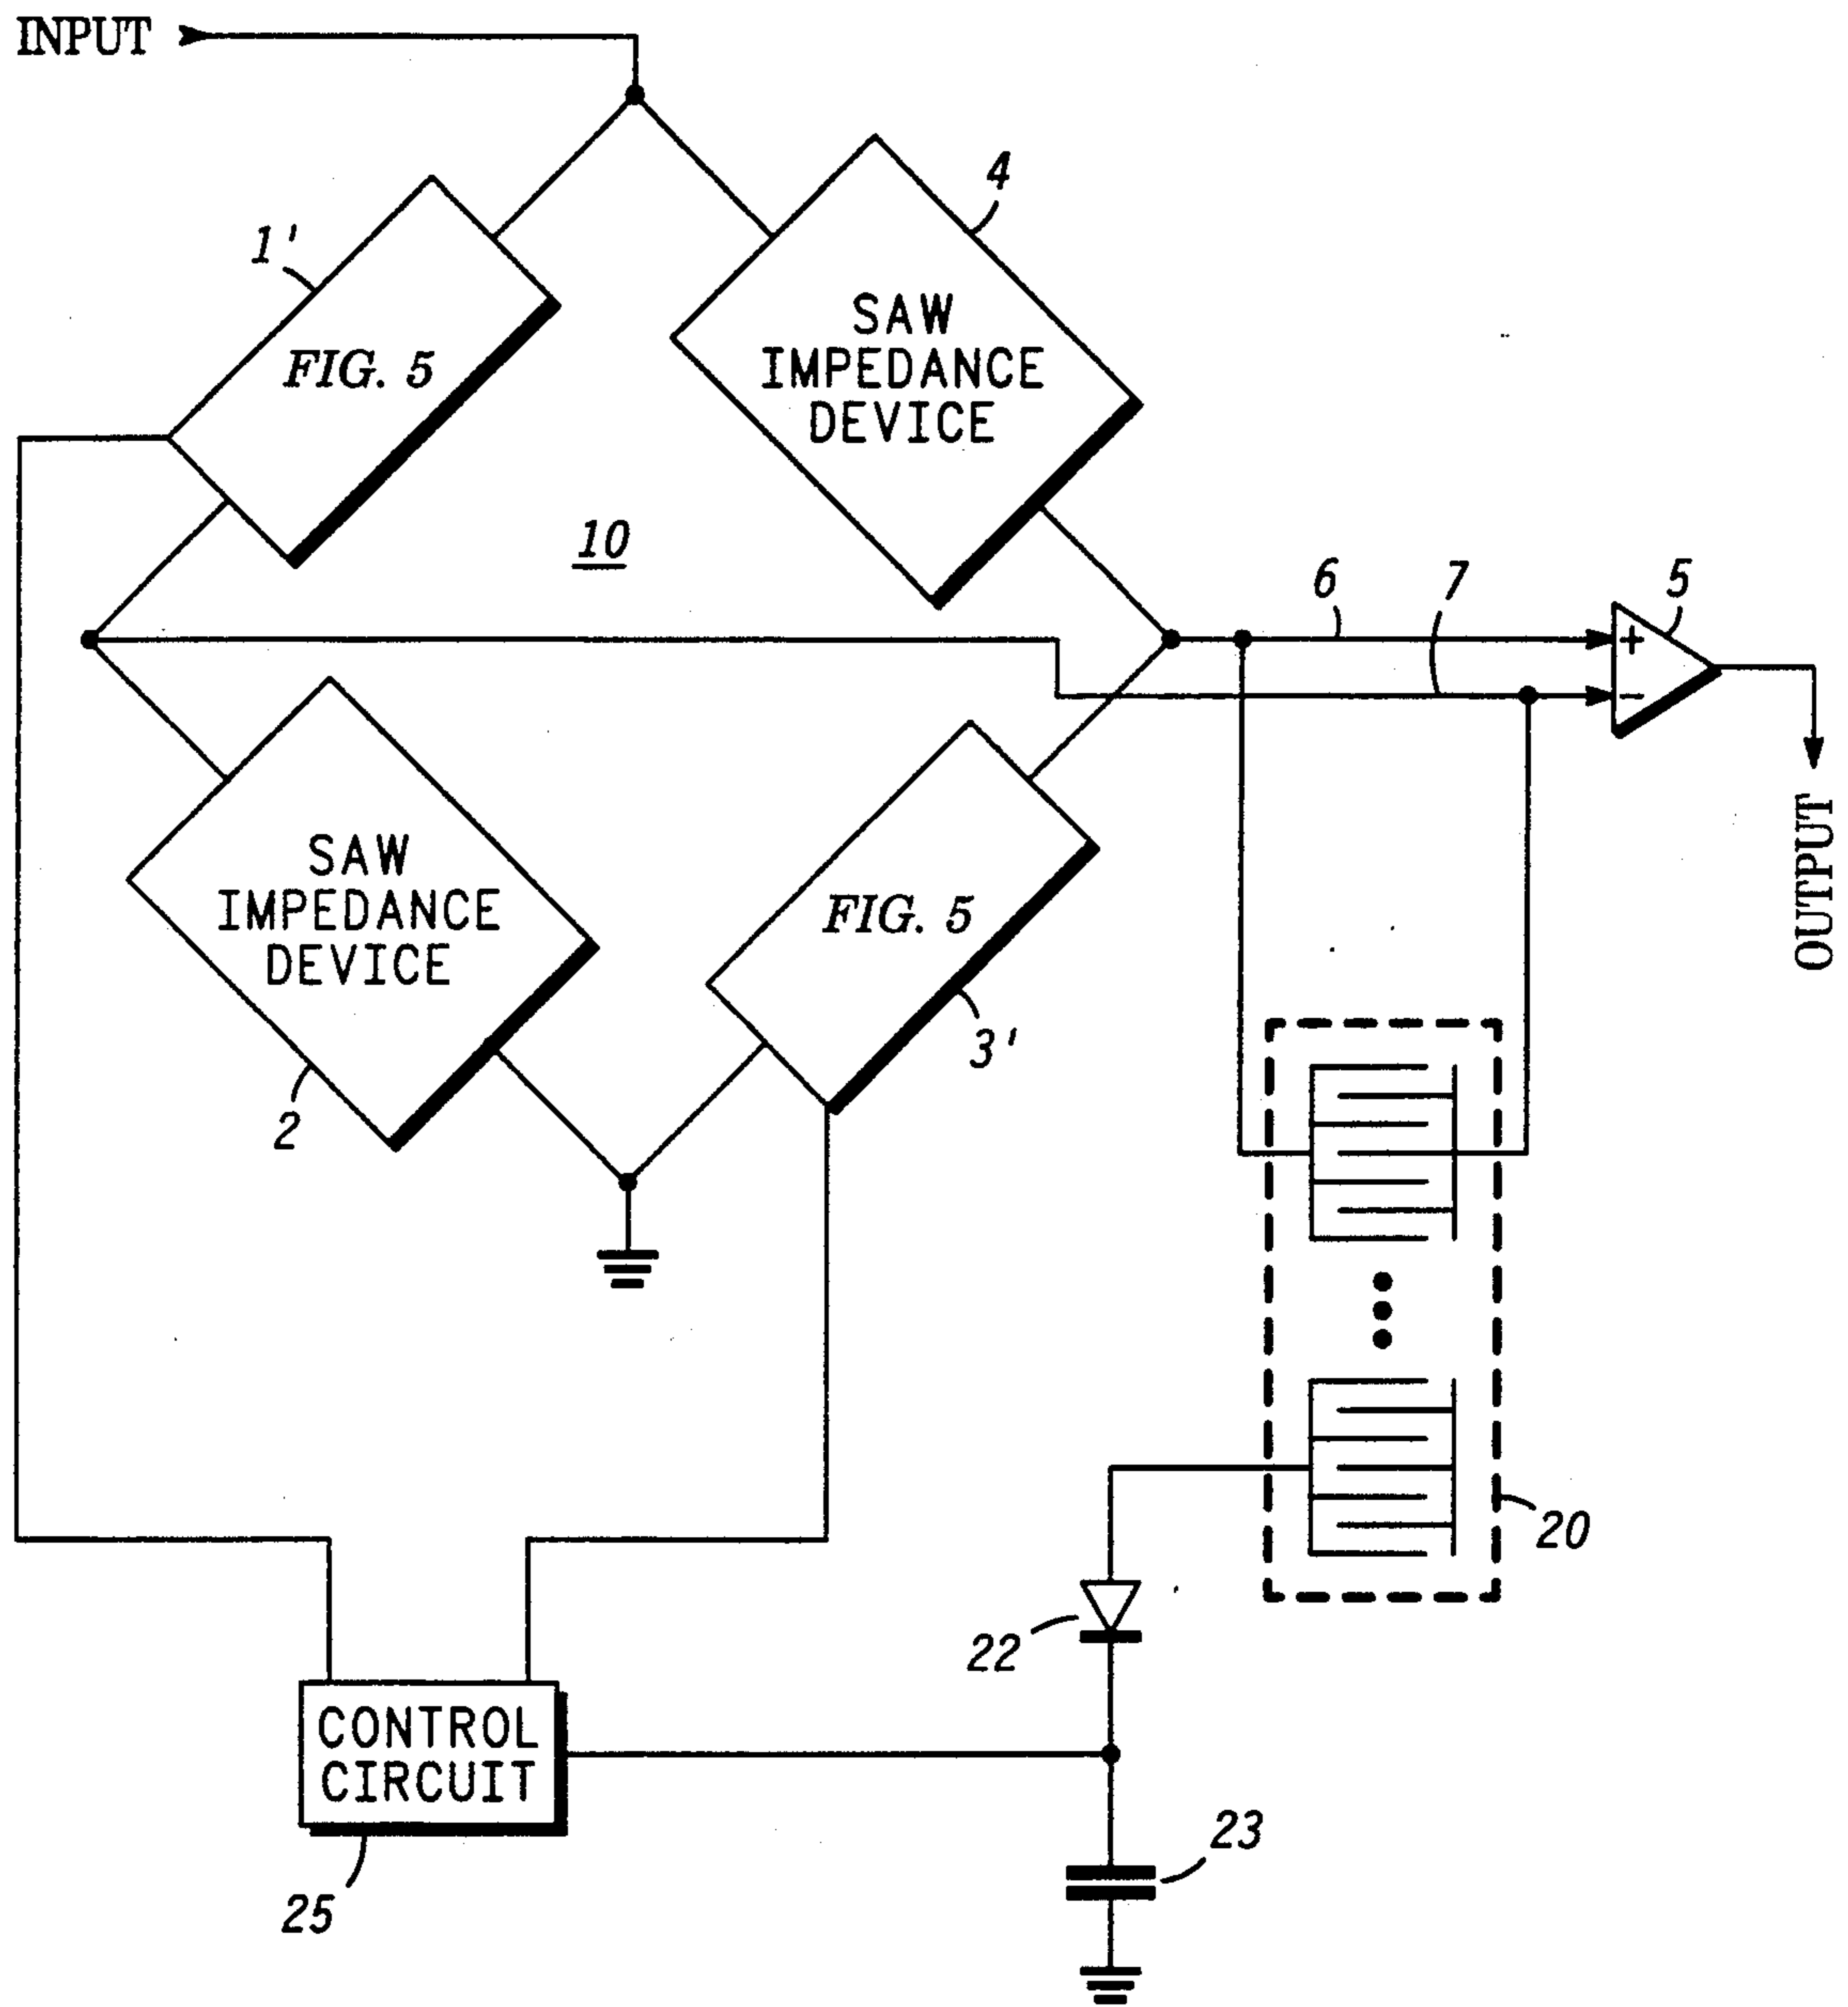 INPUT
4
1'
SAW
IMPEDANCE
DEVICE
FIG. 5
10
6
7
5
+
−
OUTPUT
SAW
IMPEDANCE
DEVICE
FIG. 5
3'
2
20
22
CONTROL
CIRCUIT
23
25